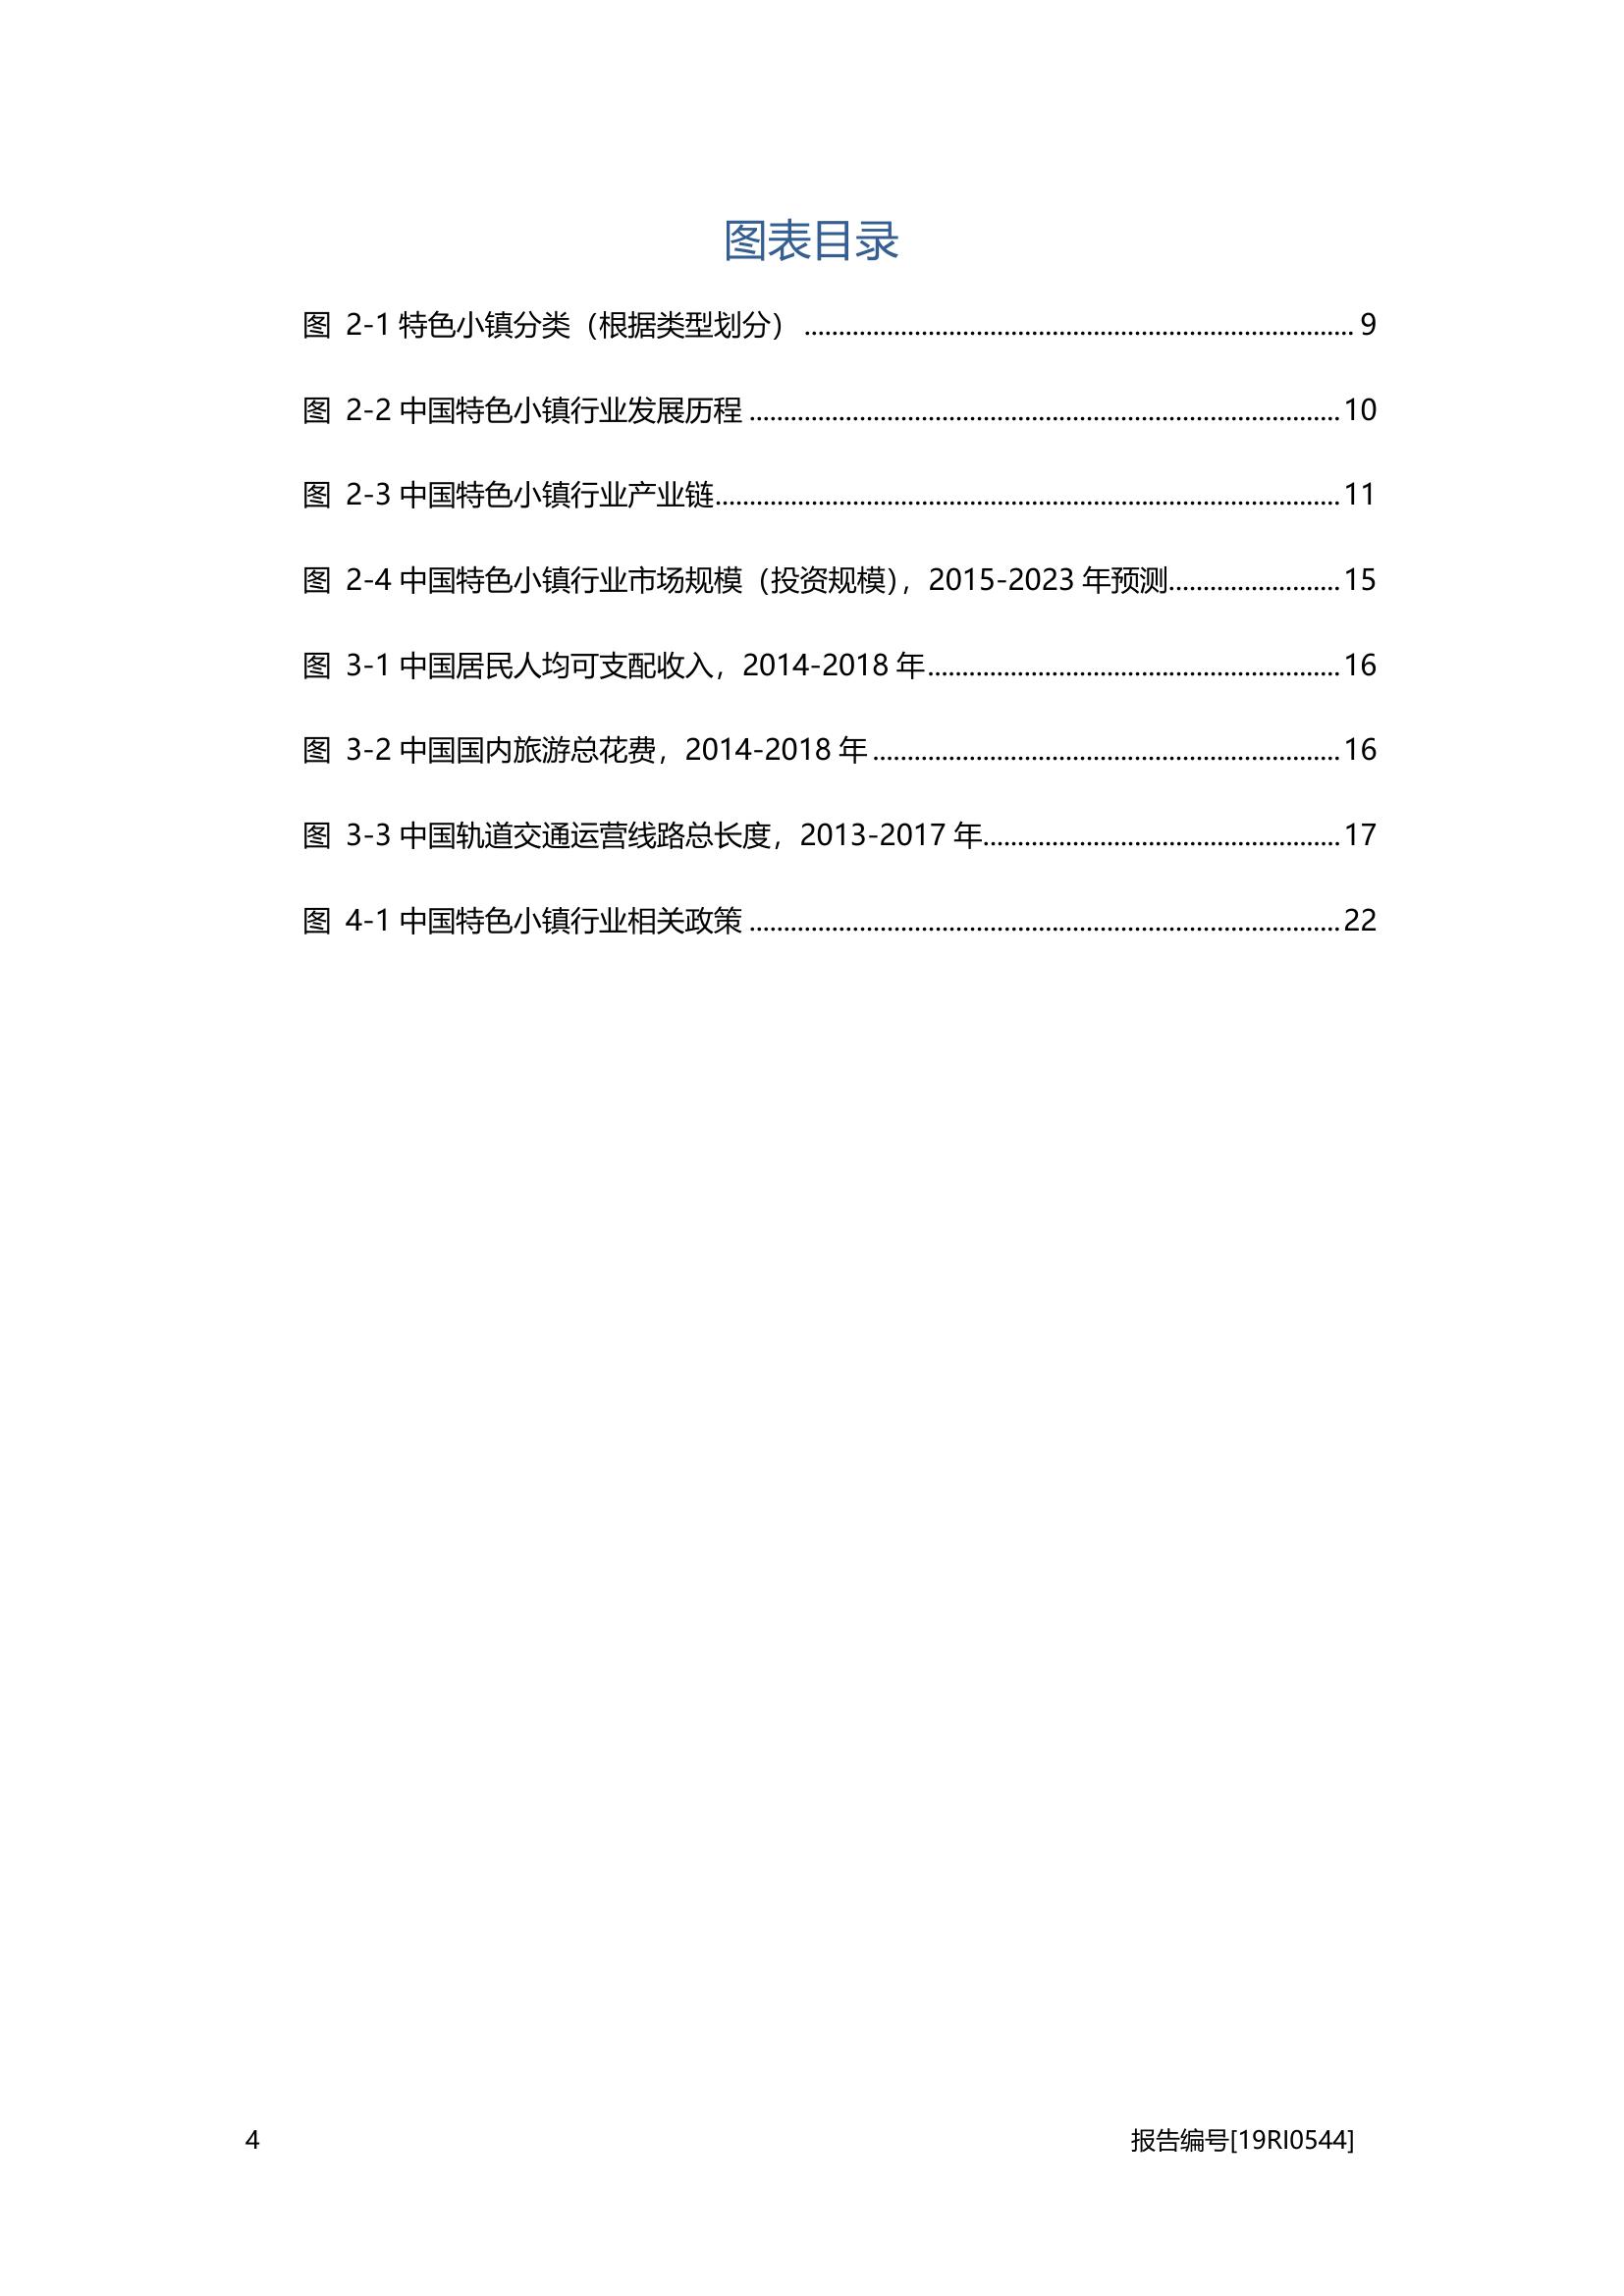 图表目录
图 2-1 特色小镇分类（根据类型划分） ................................................................................ 9
图 2-2 中国特色小镇行业发展历程 ...................................................................................... 10
图 2-3 中国特色小镇行业产业链........................................................................................... 11
图 2-4 中国特色小镇行业市场规模（投资规模），2015-2023 年预测......................... 15
图 3-1 中国居民人均可支配收入，2014-2018 年............................................................ 16
图 3-2 中国国内旅游总花费，2014-2018 年 .................................................................... 16
图 3-3 中国轨道交通运营线路总长度，2013-2017 年.................................................... 17
图 4-1 中国特色小镇行业相关政策 ...................................................................................... 22
4 报告编号[19RI0544]